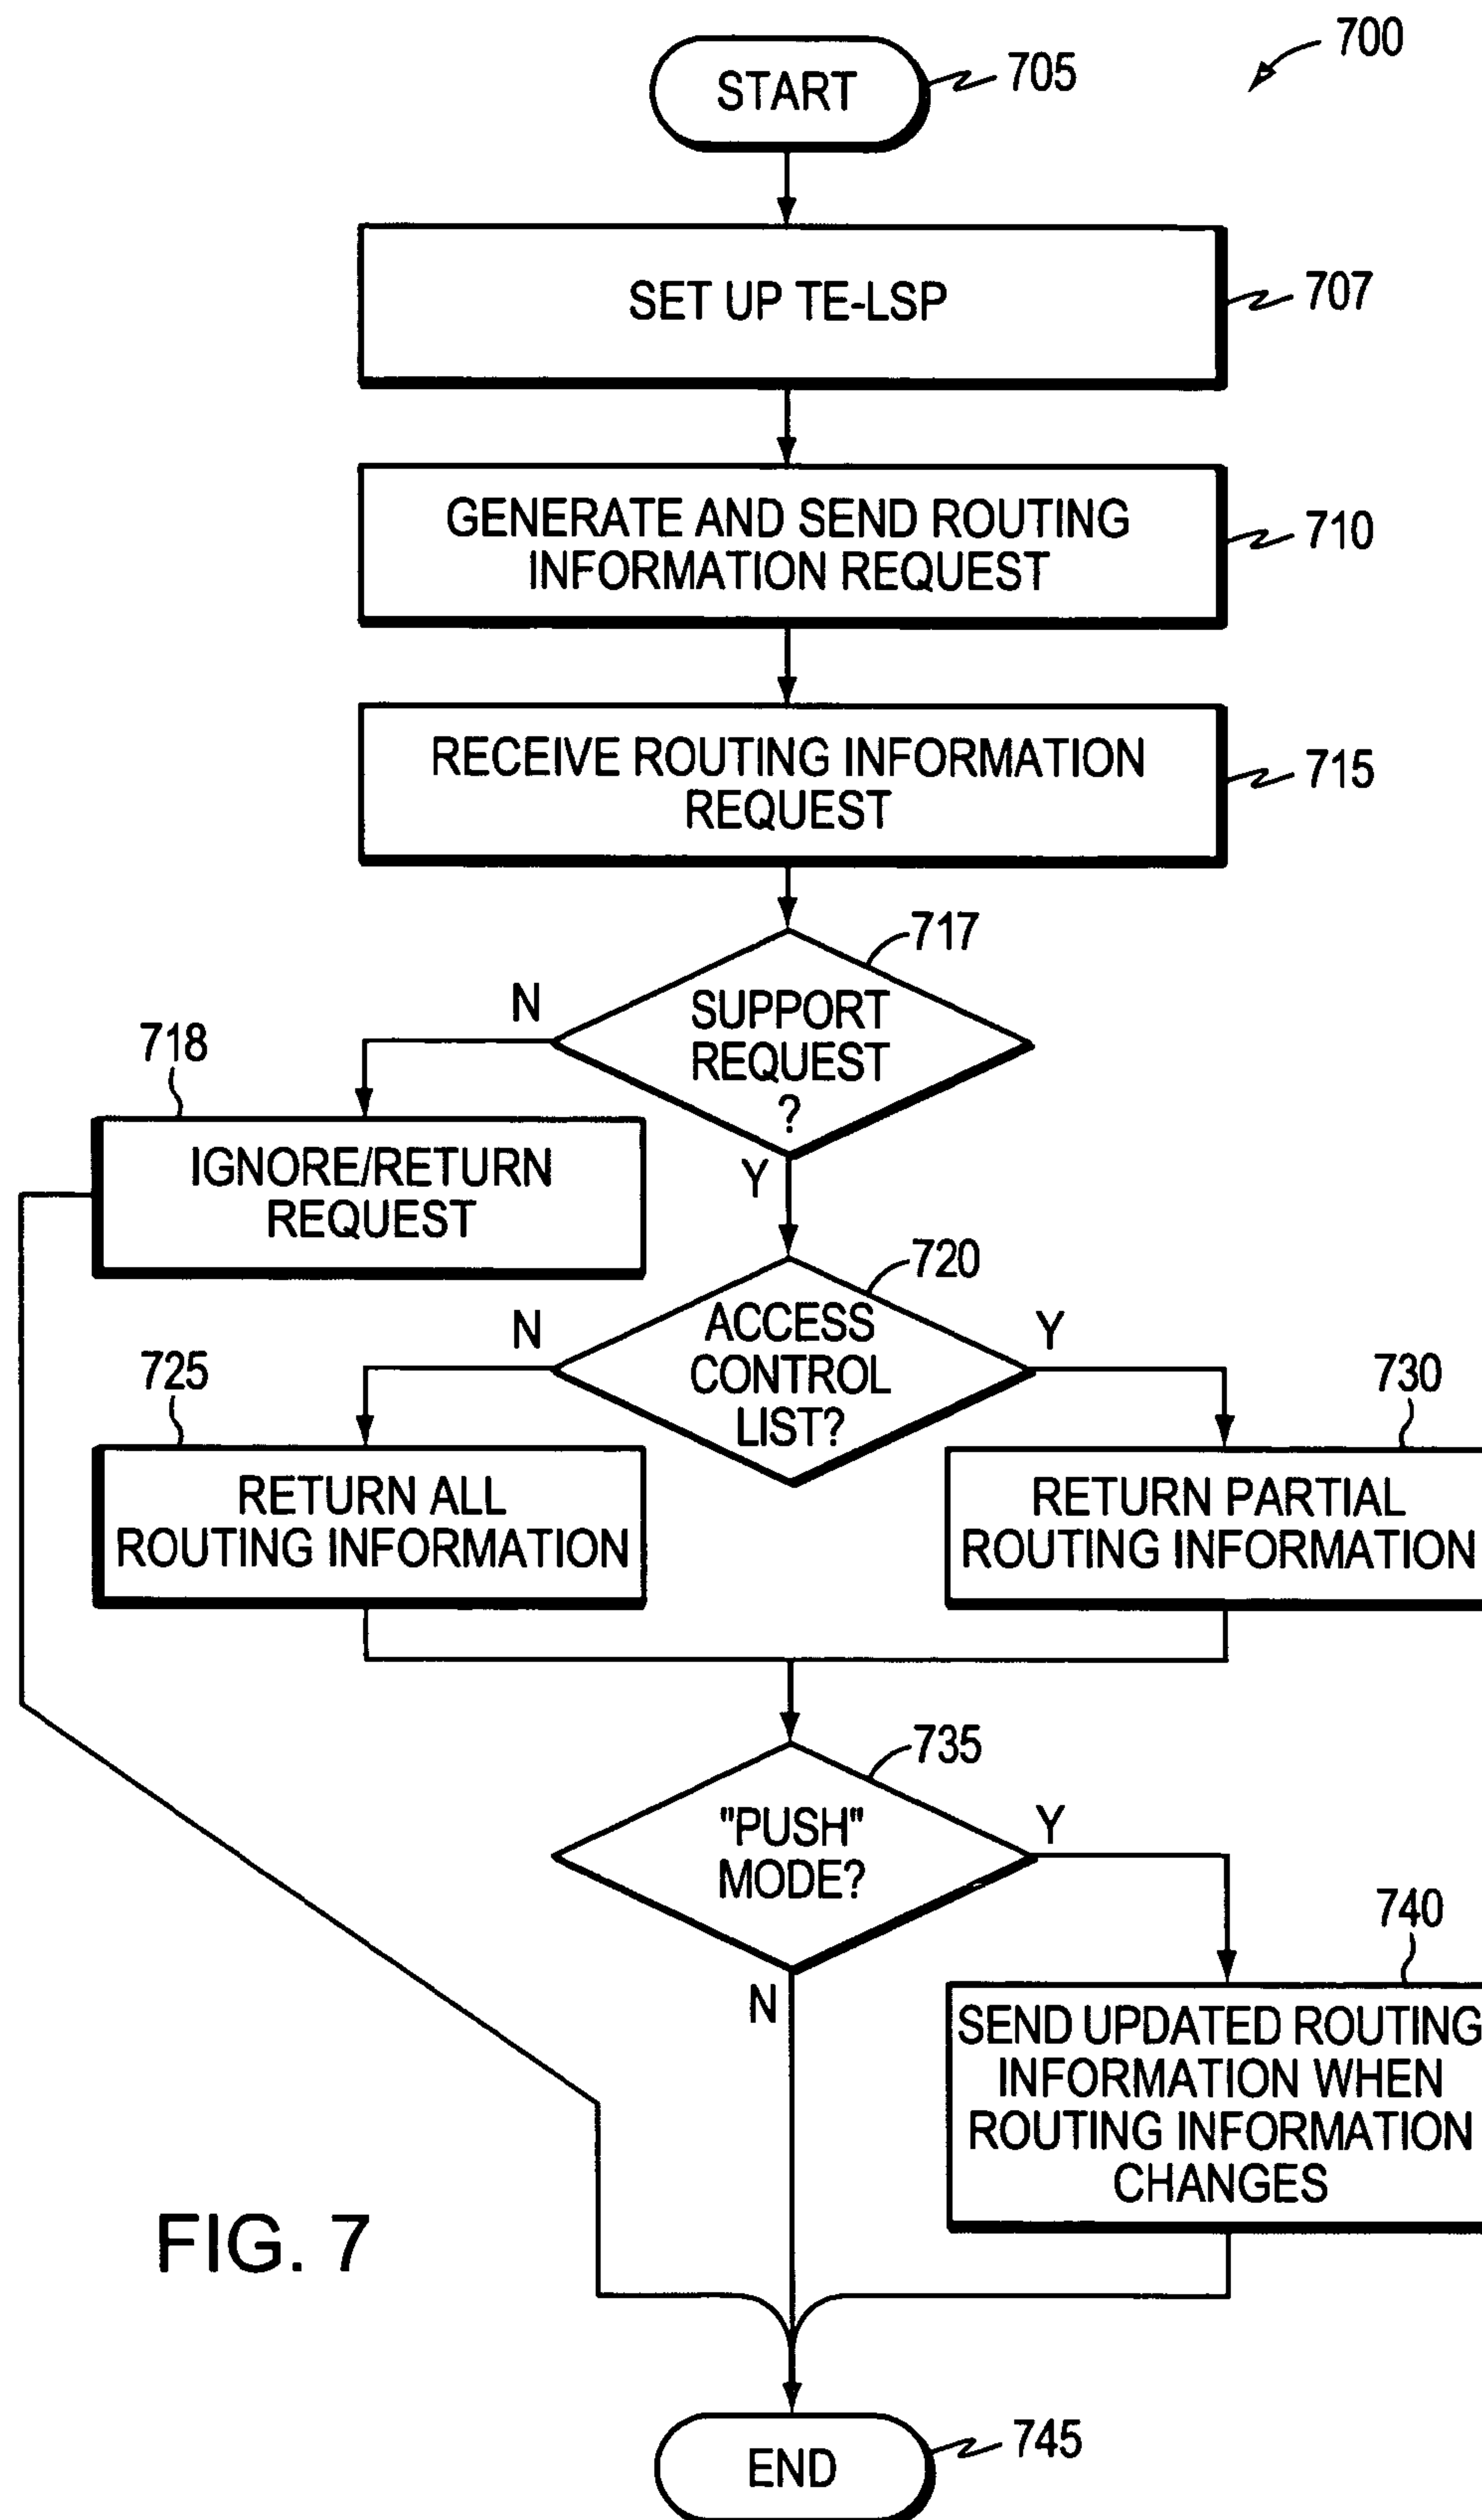 700
START
705
SET UP TE-LSP
707
GENERATE AND SEND ROUTING
INFORMATION REQUEST
710
RECEIVE ROUTING INFORMATION
REQUEST
715
717
SUPPORT
REQUEST
?
N
Y
718
IGNORE/RETURN
REQUEST
720
ACCESS
CONTROL
LIST?
N
Y
725
RETURN ALL
ROUTING INFORMATION
730
RETURN PARTIAL
ROUTING INFORMATION
735
"PUSH"
MODE?
Y
N
740
SEND UPDATED ROUTING
INFORMATION WHEN
ROUTING INFORMATION
CHANGES
FIG. 7
END
745